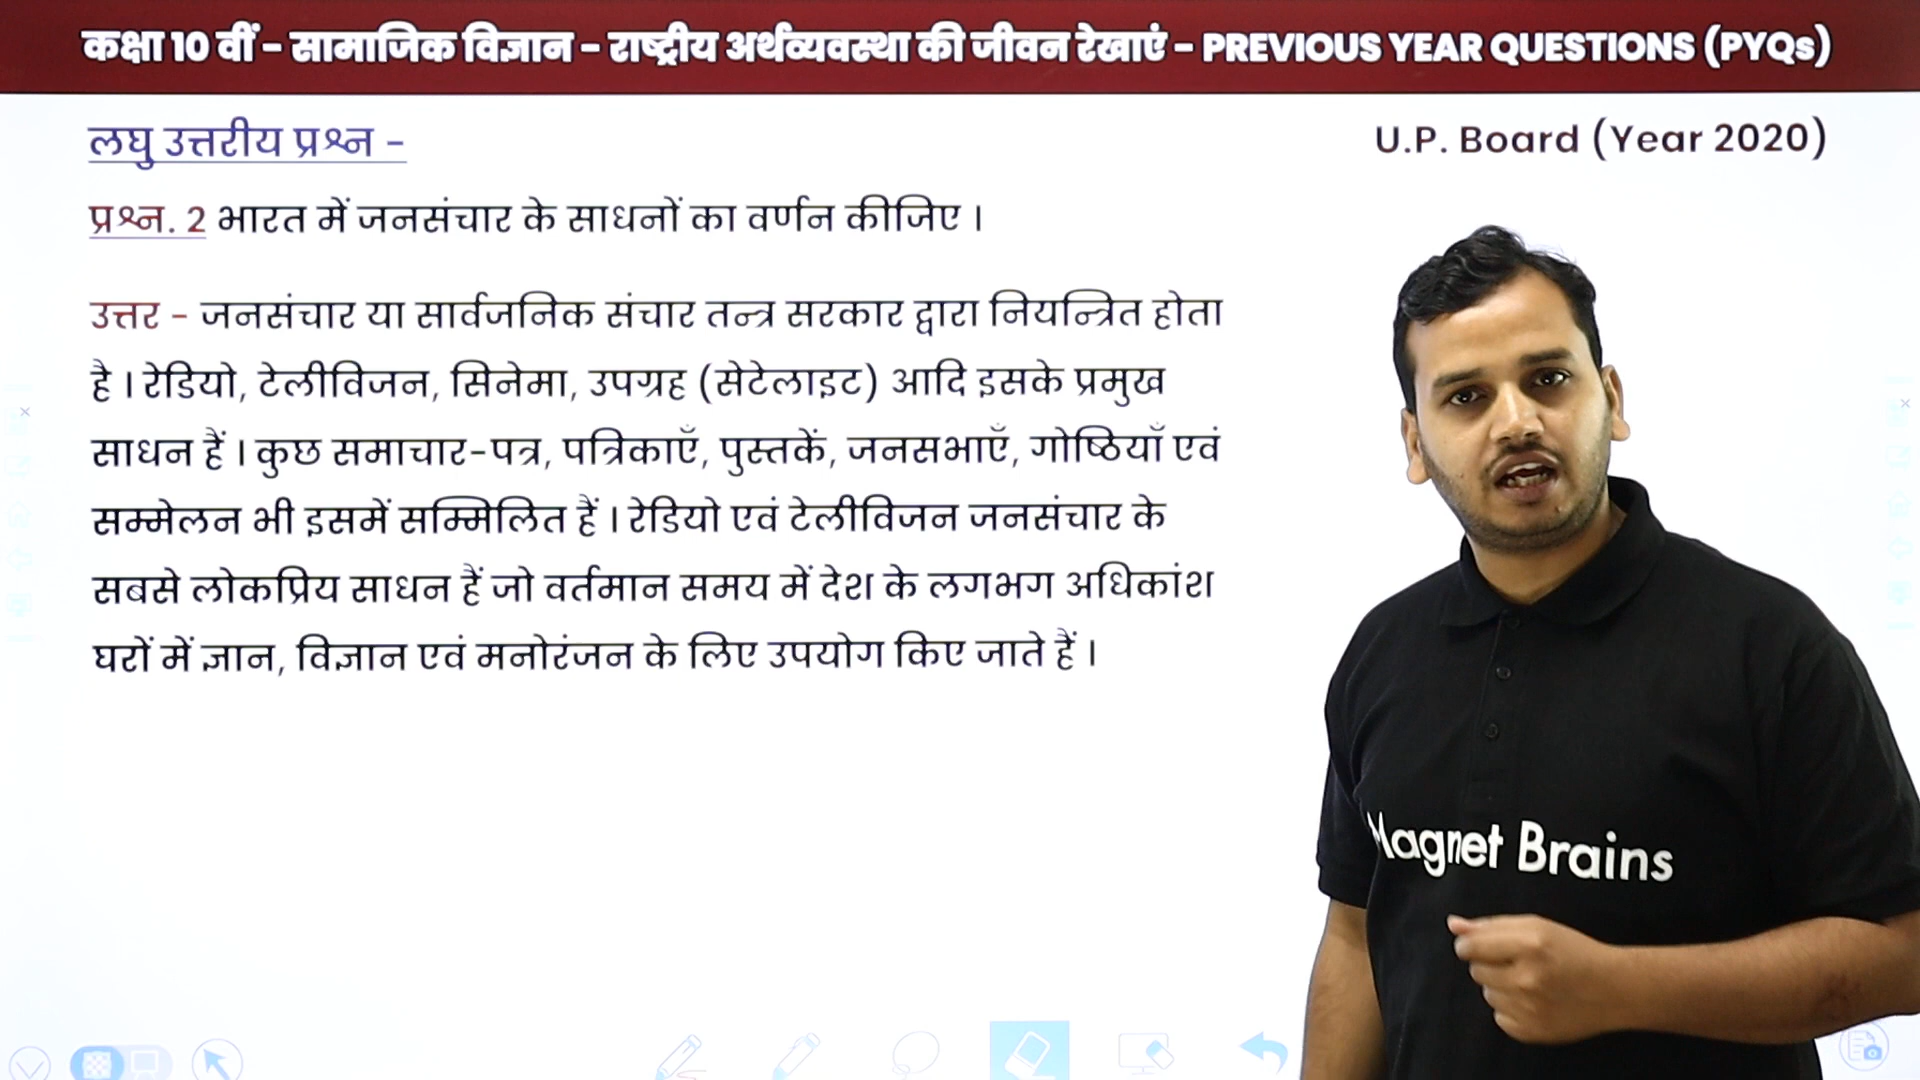 कक्षा 10 वीं – सामाजिक विज्ञान – राष्ट्रीय अर्थव्यवस्था की जीवन रेखाएं – PREVIOUS YEAR QUESTIONS (PYQs)
लघु उत्तरीय प्रश्न –
U.P. Board (Year 2020)
प्रश्न. 2 भारत में जनसंचार के साधनों का वर्णन कीजिए ।
उत्तर – जनसंचार या सार्वजनिक संचार तन्त्र सरकार द्वारा नियन्त्रित होता
है । रेडियो, टेलीविजन, सिनेमा, उपग्रह (सेटेलाइट) आदि इसके प्रमुख
साधन हैं । कुछ समाचार-पत्र, पत्रिकाएँ, पुस्तकें, जनसभाएँ, गोष्ठियाँ एवं
सम्मेलन भी इसमें सम्मिलित हैं । रेडियो एवं टेलीविजन जनसंचार के
सबसे लोकप्रिय साधन हैं जो वर्तमान समय में देश के लगभग अधिकांश
घरों में ज्ञान, विज्ञान एवं मनोरंजन के लिए उपयोग किए जाते हैं ।
Magnet Brains